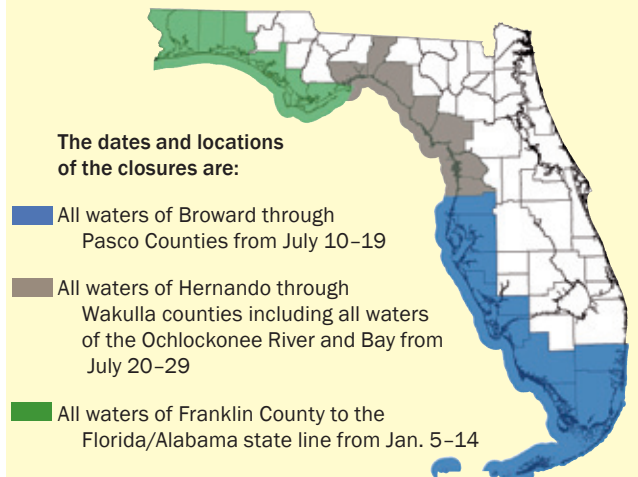 The dates and locations
of the closures are:
All waters of Broward through
Pasco Counties from July 10–19
All waters of Hernando through
Wakulla counties including all waters
of the Ochlockonee River and Bay from
July 20–29
All waters of Franklin County to the
Florida/Alabama state line from Jan. 5–14